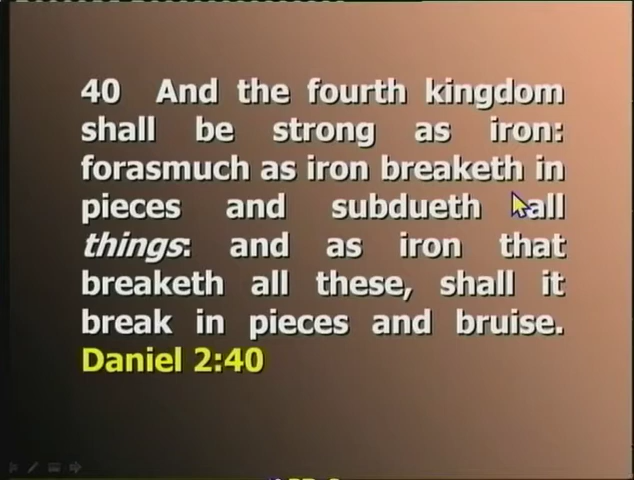 40 And the fourth kingdom
shall be strong as iron:
forasmuch as iron breaketh in
pieces and subdueth all
things: and as iron that
breaketh all these, shall it
break in pieces and bruise.
Daniel 2:40